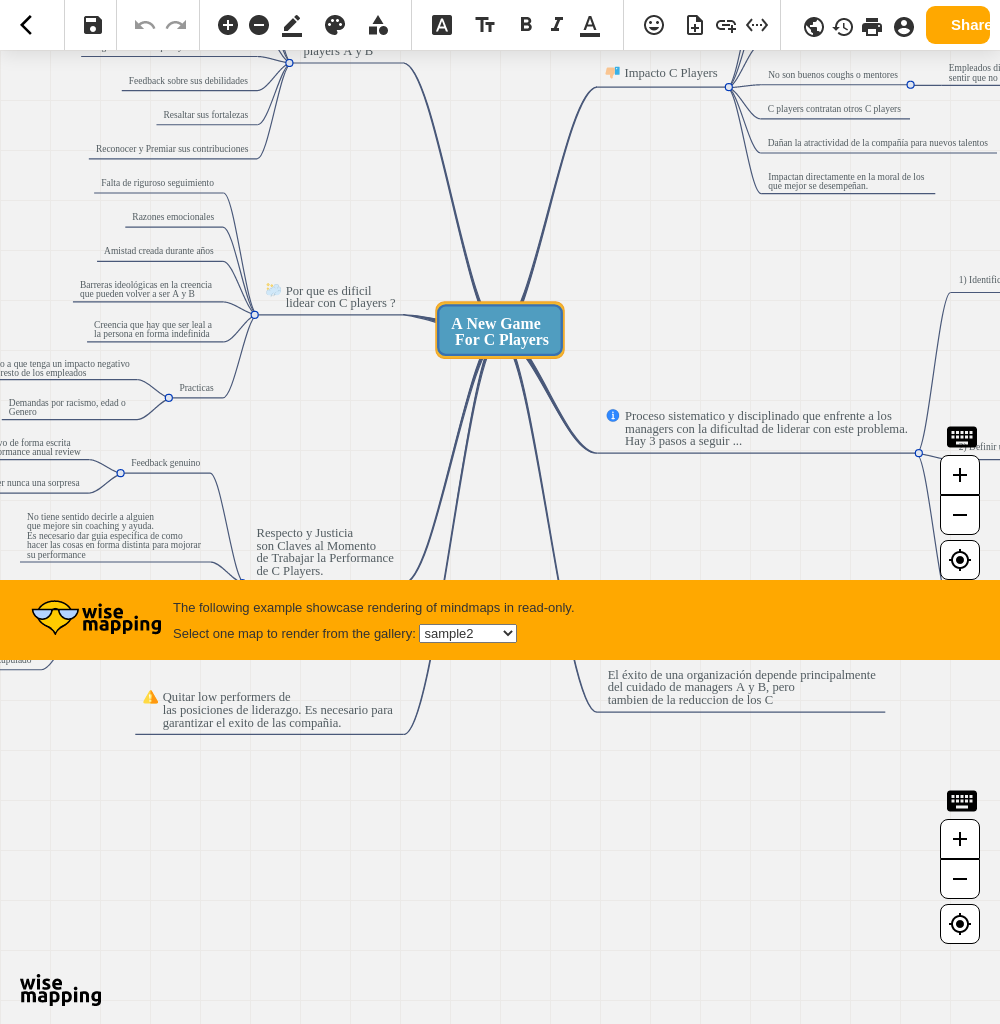 Share
players A y B
Feedback sobre sus debilidades
Resaltar sus fortalezas
Reconocer y Premiar sus contribuciones
Falta de riguroso seguimiento
Razones emocionales
Amistad creada durante años
Barreras ideológicas en la creencia
que pueden volver a ser A y B
Creencia que hay que ser leal a
la persona en forma indefinida
Por que es dificil
lidear con C players ?
o a que tenga un impacto negativo
resto de los empleados
Demandas por racismo, edad o
Genero
Practicas
vo de forma escrita
ormance anual review
er nunca una sorpresa
Feedback genuino
No tiene sentido decirle a alguien
que mejore sin coaching y ayuda.
Es necesario dar guia especifica de como
hacer las cosas en forma distinta para mojorar
su performance
Respecto y Justicia
son Claves al Momento
de Trabajar la Performance
de C Players.
A New Game
For C Players
Impacto C Players
No son buenos coughs o mentores
Empleados di
sentir que no
C players contratan otros C players
Dañan la atractividad de la compañía para nuevos talentos
Impactan directamente en la moral de los
que mejor se desempeñan.
1) Identific
Proceso sistematico y disciplinado que enfrente a los
managers con la dificultad de liderar con este problema.
Hay 3 pasos a seguir ...
2) Definir
wise
mapping
The following example showcase rendering of mindmaps in read-only.
Select one map to render from the gallery: sample2
Quitar low performers de
las posiciones de liderazgo. Es necesario para
garantizar el exito de las compañia.
El éxito de una organización depende principalmente
del cuidado de managers A y B, pero
tambien de la reduccion de los C
wise
mapping